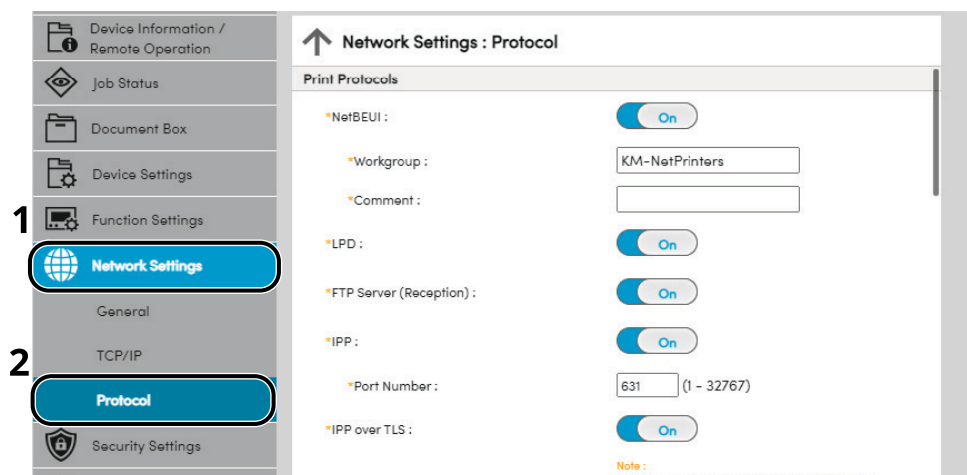 Device Information /
Remote Operation
Job Status
Document Box
Device Settings
1
Function Settings
Network Settings
General
TCP/IP
2
Protocol
Security Settings
Network Settings : Protocol
Print Protocols
*NetBEUI :
On
*Workgroup :
KM-NetPrinters
*Comment :
*LPD :
On
*FTP Server (Reception) :
On
*IPP :
On
*Port Number :
631 (1 - 32767)
*IPP over TLS :
On
Note :